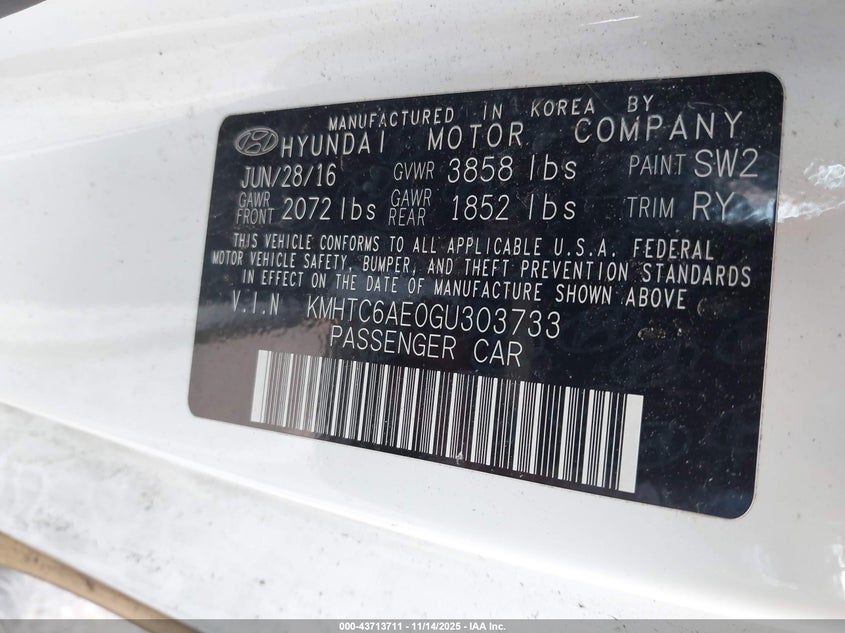 MANUFACTURED IN KOREA BY
HYUNDAI MOTOR COMPANY
JUN/28/16 GVWR 3858 lbs PAINT SW2
GAWR FRONT 2072 lbs GAWR REAR 1852 lbs TRIM RY
THIS VEHICLE CONFORMS TO ALL APPLICABLE U.S.A. FEDERAL
MOTOR VEHICLE SAFETY, BUMPER, AND THEFT PREVENTION STANDARDS
IN EFFECT ON THE DATE OF MANUFACTURE SHOWN ABOVE
V.I.N KMHTC6AE0GU303733
PASSENGER CAR
000-43713711 - 11/14/2025 - IAA Inc.